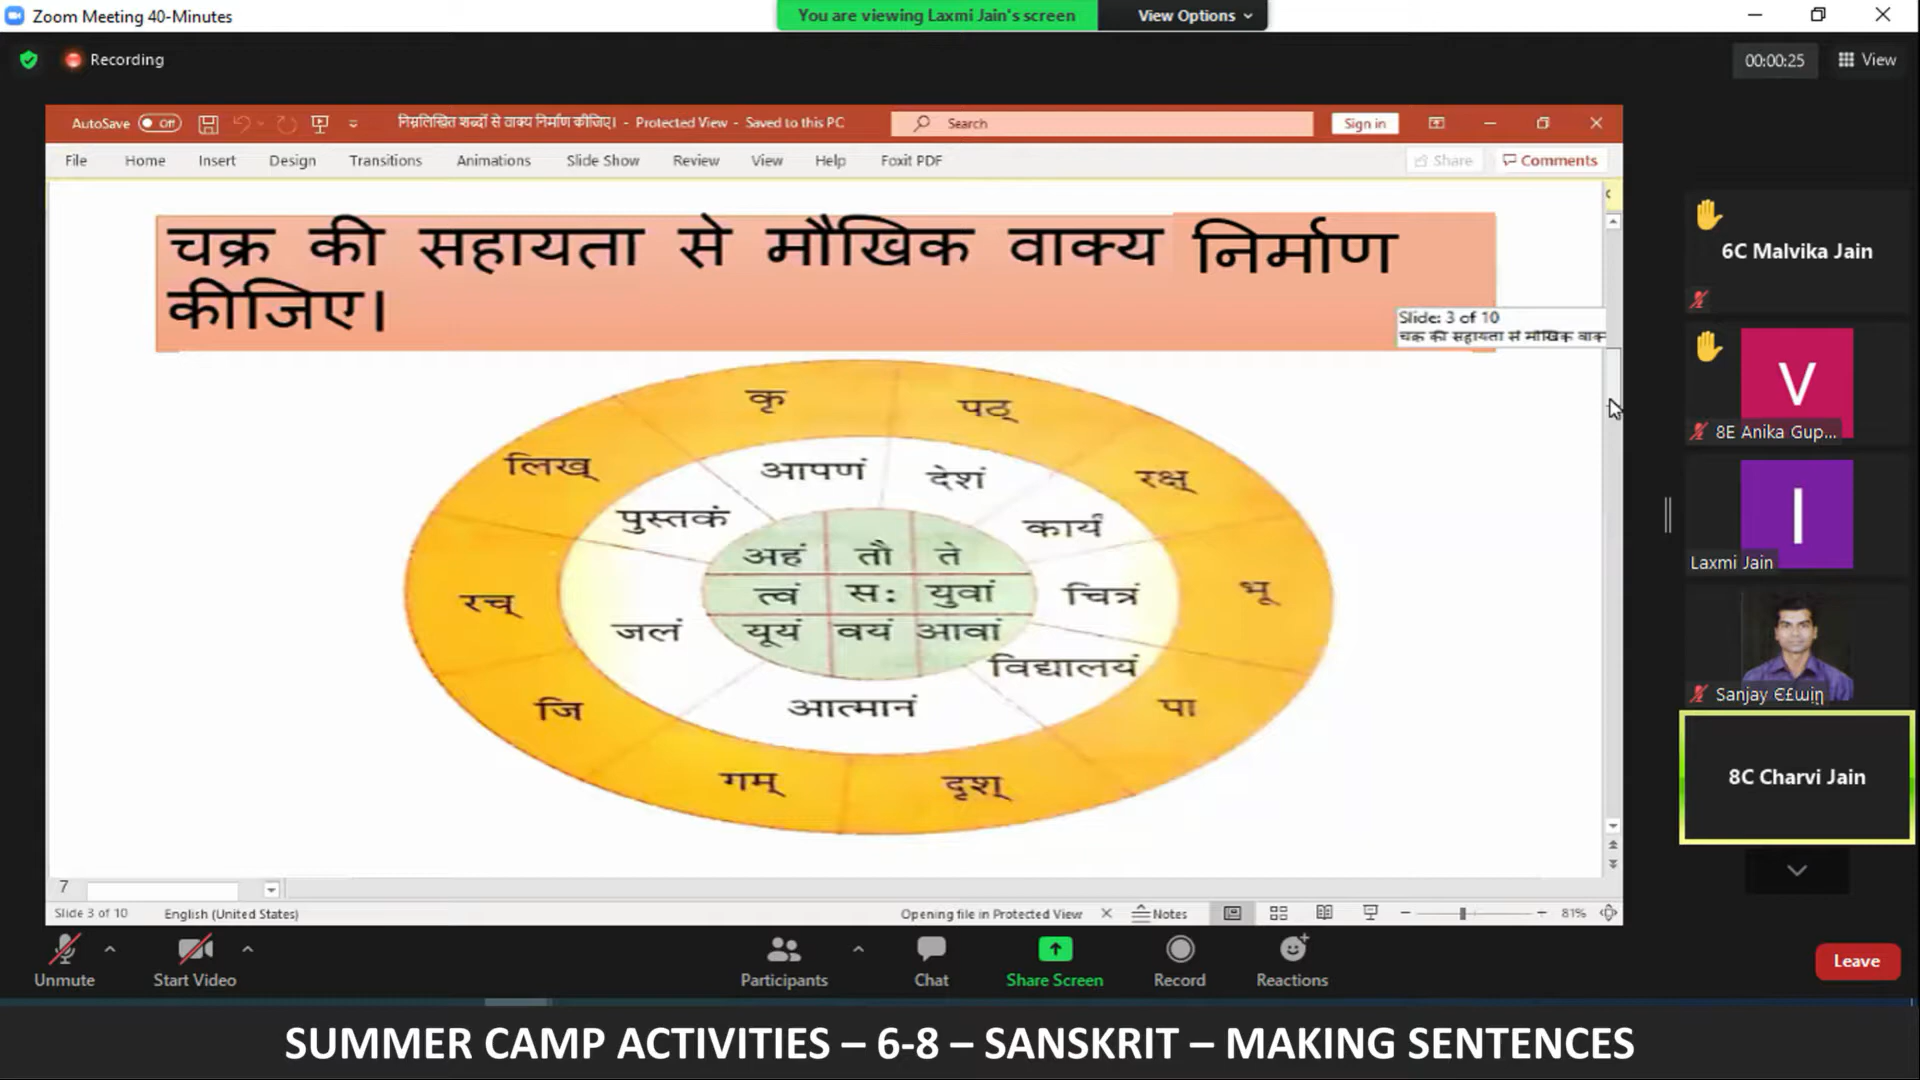 Zoom Meeting 40-Minutes
You are viewing Laxmi Jain's screen
View Options
Recording
00:00:25
View
AutoSave Off
निम्नलिखित शब्दों से वाक्य निर्माण कीजिए। - Protected View - Saved to this PC
Search
Sign in
File Home Insert Design Transitions Animations Slide Show Review View Help Foxit PDF
Share
Comments
चक्र की सहायता से मौखिक वाक्य निर्माण
कीजिए।
Slide: 3 of 10
चक्र की सहायता से मौखिक वाक
कृ पठ्
लिख् रक्ष्
आपणं देशं
पुस्तकं कार्यं
अहं तौ ते
त्वं सः युवां
यूयं वयं आवां
रच् भू
जलं चित्रं
विद्यालयं
आत्मानं
जि पा
गम् दृश्
7
Slide 3 of 10
English (United States)
Opening file in Protected View
Notes
81%
6C Malvika Jain
V
8E Anika Gup...
I
Laxmi Jain
Sanjay
8C Charvi Jain
Unmute
Start Video
Participants
Chat
Share Screen
Record
Reactions
Leave
SUMMER CAMP ACTIVITIES – 6-8 – SANSKRIT – MAKING SENTENCES